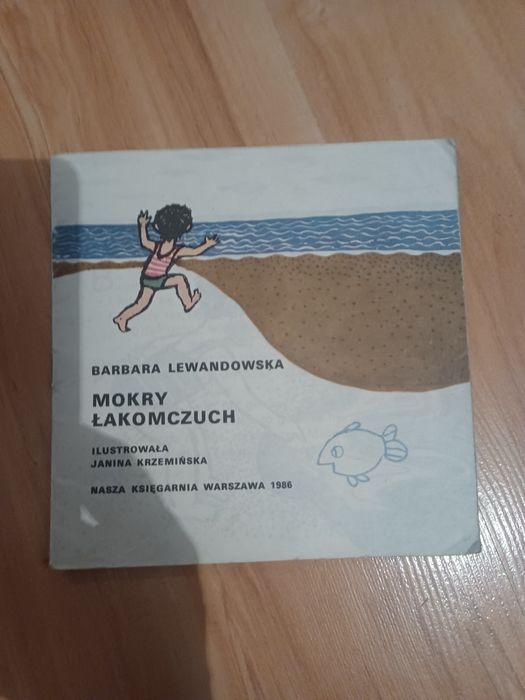 BARBARA LEWANDOWSKA
MOKRY
ŁAKOMCZUCH
ILUSTROWAŁA
JANINA KRZEMIŃSKA
NASZA KSIĘGARNIA WARSZAWA 1986